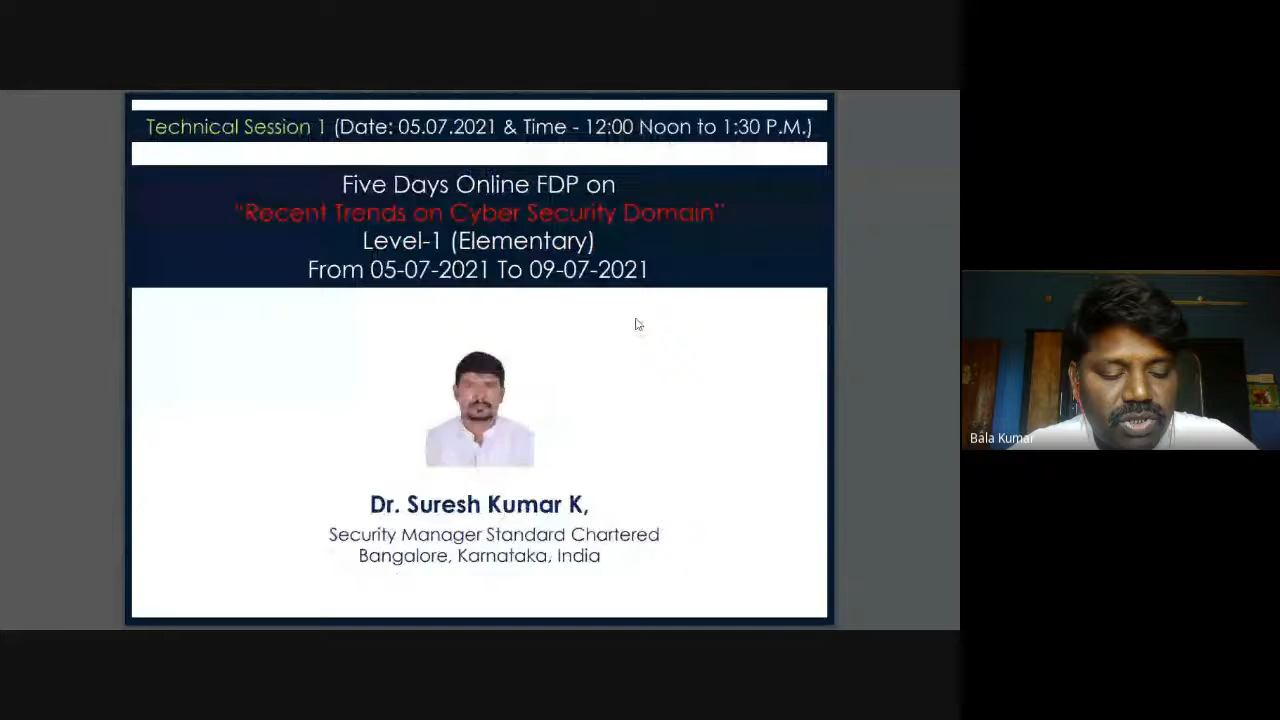 Technical Session 1 (Date: 05.07.2021 & Time - 12:00 Noon to 1:30 P.M.)
Five Days Online FDP on
"Recent Trends on Cyber Security Domain"
Level-1 (Elementary)
From 05-07-2021 To 09-07-2021
Dr. Suresh Kumar K,
Security Manager Standard Chartered
Bangalore, Karnataka, India
Bala Kumar